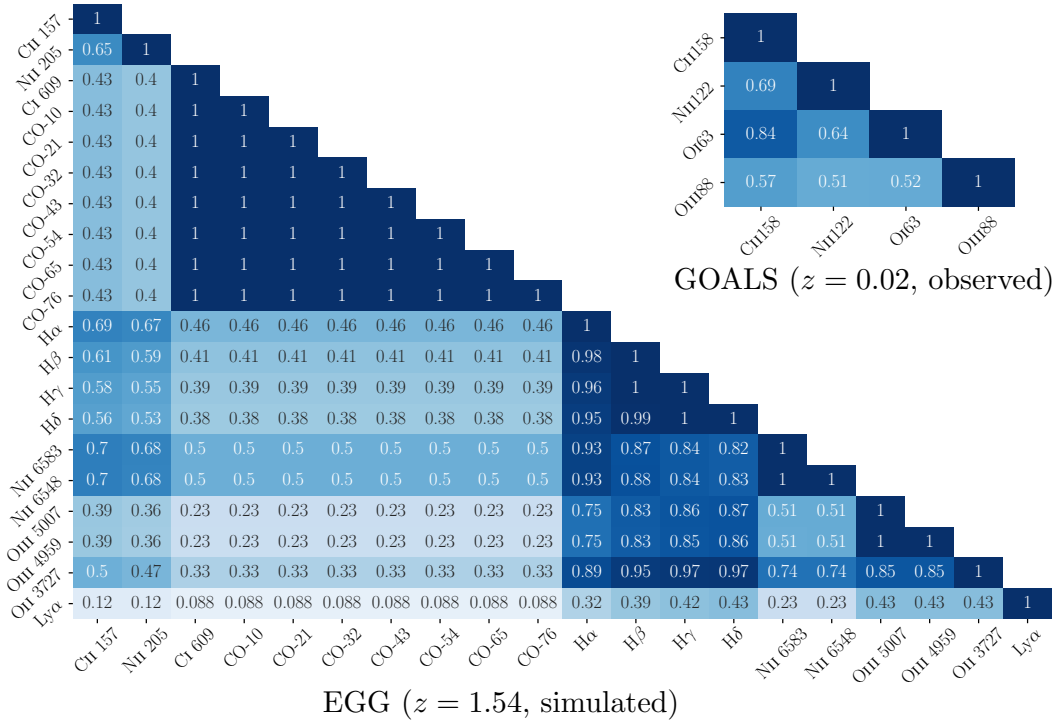 CII 157 1
NII 205 0.65 1
CI 609 0.43 0.4 1
CO-10 0.43 0.4 1 1
CO-21 0.43 0.4 1 1 1
CO-32 0.43 0.4 1 1 1 1
CO-43 0.43 0.4 1 1 1 1 1
CO-54 0.43 0.4 1 1 1 1 1 1
CO-65 0.43 0.4 1 1 1 1 1 1 1
CO-76 0.43 0.4 1 1 1 1 1 1 1 1
Hα 0.69 0.67 0.46 0.46 0.46 0.46 0.46 0.46 0.46 0.46 1
Hβ 0.61 0.59 0.41 0.41 0.41 0.41 0.41 0.41 0.41 0.41 0.98 1
Hγ 0.58 0.55 0.39 0.39 0.39 0.39 0.39 0.39 0.39 0.39 0.96 1 1
Hδ 0.56 0.53 0.38 0.38 0.38 0.38 0.38 0.38 0.38 0.38 0.95 0.99 1 1
NII 6583 0.7 0.68 0.5 0.5 0.5 0.5 0.5 0.5 0.5 0.5 0.93 0.87 0.84 0.82 1
NII 6548 0.7 0.68 0.5 0.5 0.5 0.5 0.5 0.5 0.5 0.5 0.93 0.88 0.84 0.83 1 1
OIII 5007 0.39 0.36 0.23 0.23 0.23 0.23 0.23 0.23 0.23 0.23 0.75 0.83 0.86 0.87 0.51 0.51 1
OIII 4959 0.39 0.36 0.23 0.23 0.23 0.23 0.23 0.23 0.23 0.23 0.75 0.83 0.85 0.86 0.51 0.51 1 1
OII 3727 0.5 0.47 0.33 0.33 0.33 0.33 0.33 0.33 0.33 0.33 0.89 0.95 0.97 0.97 0.74 0.74 0.85 0.85 1
Lyα 0.12 0.12 0.088 0.088 0.088 0.088 0.088 0.088 0.088 0.088 0.32 0.39 0.42 0.43 0.23 0.23 0.43 0.43 0.43 1
CII 157 NII 205 CI 609 CO-10 CO-21 CO-32 CO-43 CO-54 CO-65 CO-76 Hα Hβ Hγ Hδ NII 6583 NII 6548 OIII 5007 OIII 4959 OII 3727 Lyα
EGG (z = 1.54, simulated)
CII158 1
NII122 0.69 1
OI63 0.84 0.64 1
OIII88 0.57 0.51 0.52 1
CII158 NII122 OI63 OIII88
GOALS (z = 0.02, observed)